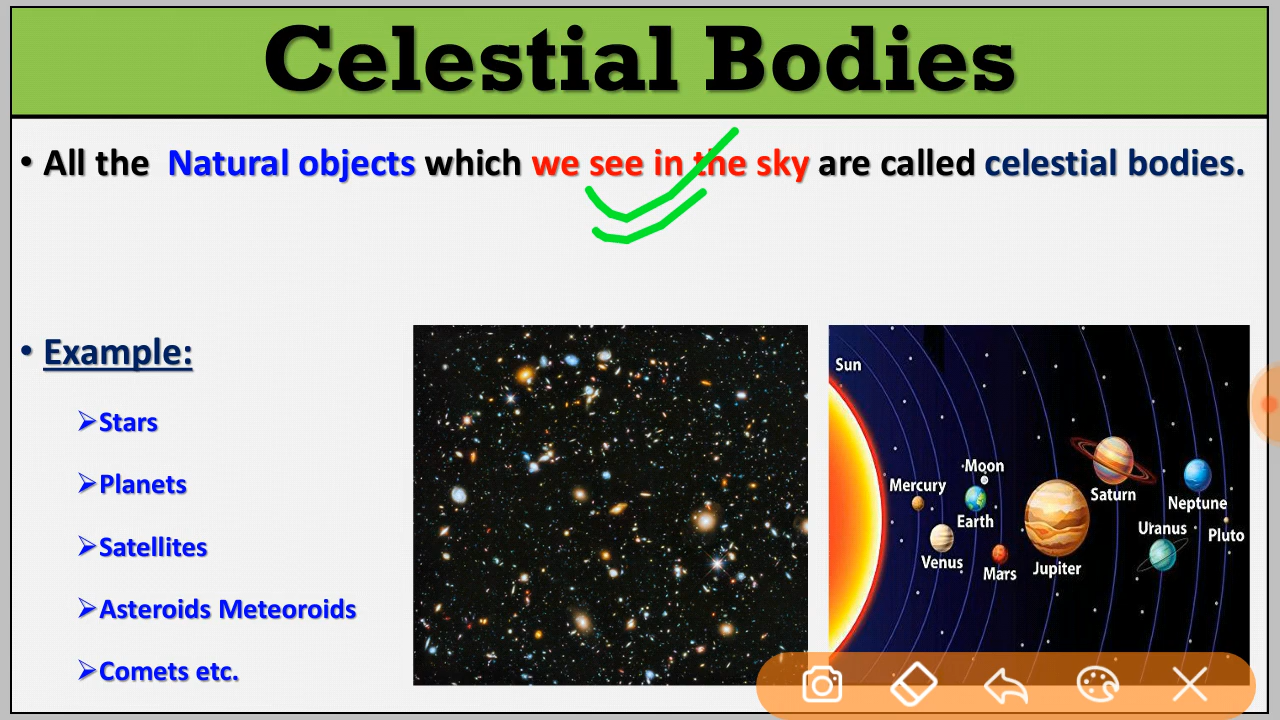 Celestial Bodies
• All the Natural objects which we see in the sky are called celestial bodies.
• Example:
➢Stars
➢Planets
➢Satellites
➢Asteroids Meteoroids
➢Comets etc.
Sun
Moon
Mercury
Earth
Venus
Mars
Jupiter
Saturn
Neptune
Uranus
Pluto